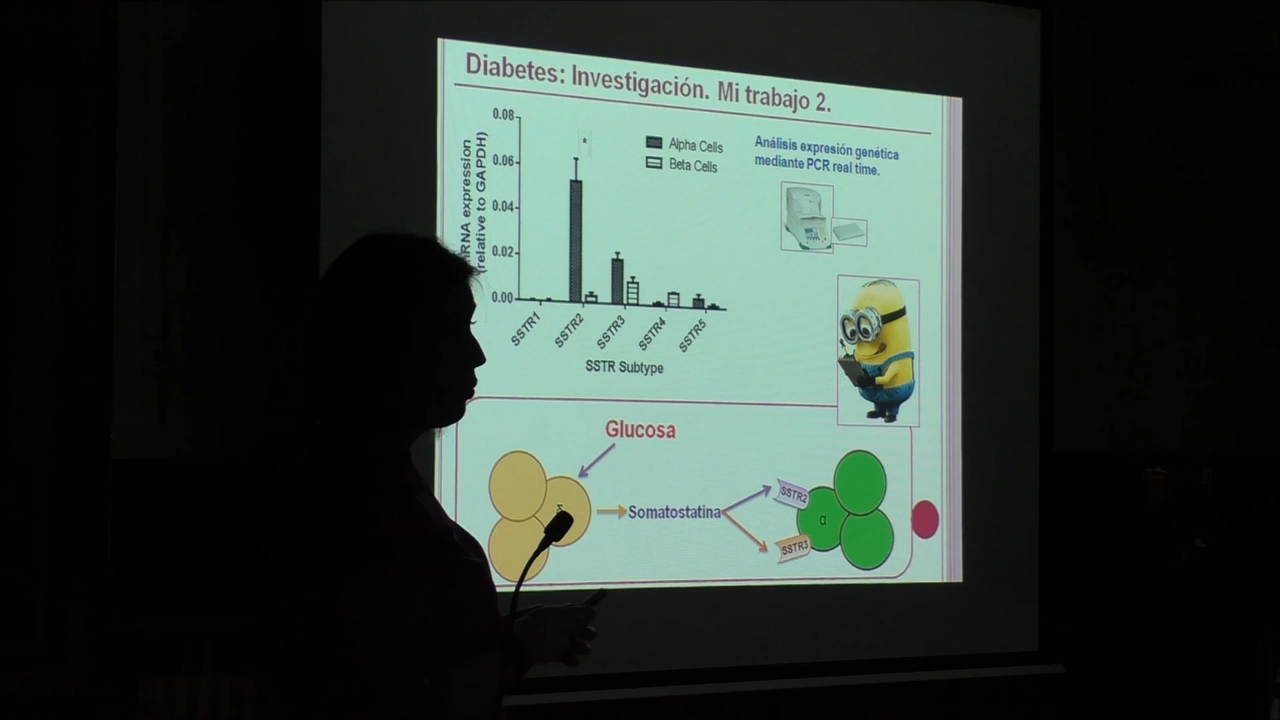 Diabetes: Investigación. Mi trabajo 2.
0.08
0.06
0.04
0.02
0.00
mRNA expression
(relative to GAPDH)
*
Alpha Cells
Beta Cells
Análisis expresión genética
mediante PCR real time.
SSTR1
SSTR2
SSTR3
SSTR4
SSTR5
SSTR Subtype
Glucosa
Somatostatina
SSTR2
α
SSTR3